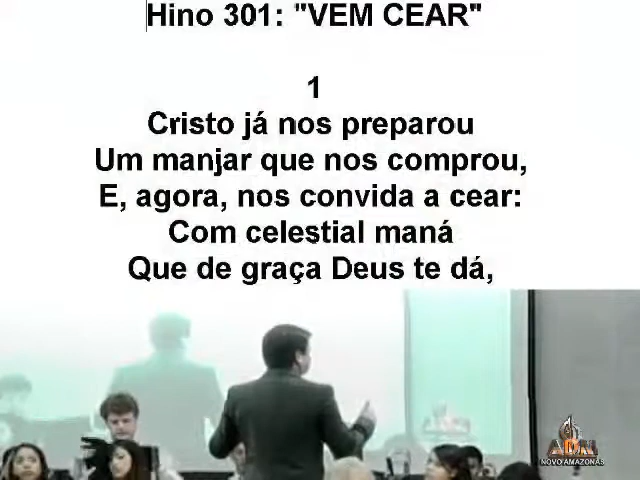 Hino 301: "VEM CEAR"
1
Cristo já nos preparou
Um manjar que nos comprou,
E, agora, nos convida a cear:
Com celestial maná
Que de graça Deus te dá,
NOVO AMAZONAS